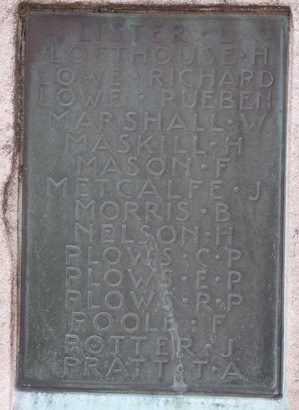 LISTER · L
LOFTHOUSE · H
LOWE · RICHARD
LOWE · RUEBEN
MARSHALL · W
MASKILL · H
MASON · F
METCALFE · J
MORRIS · B
NELSON · H
PLOWS · C · P
PLOWS · E · P
PLOWS · R · P
POOLE · F
POTTER · J
PRATT · T · A